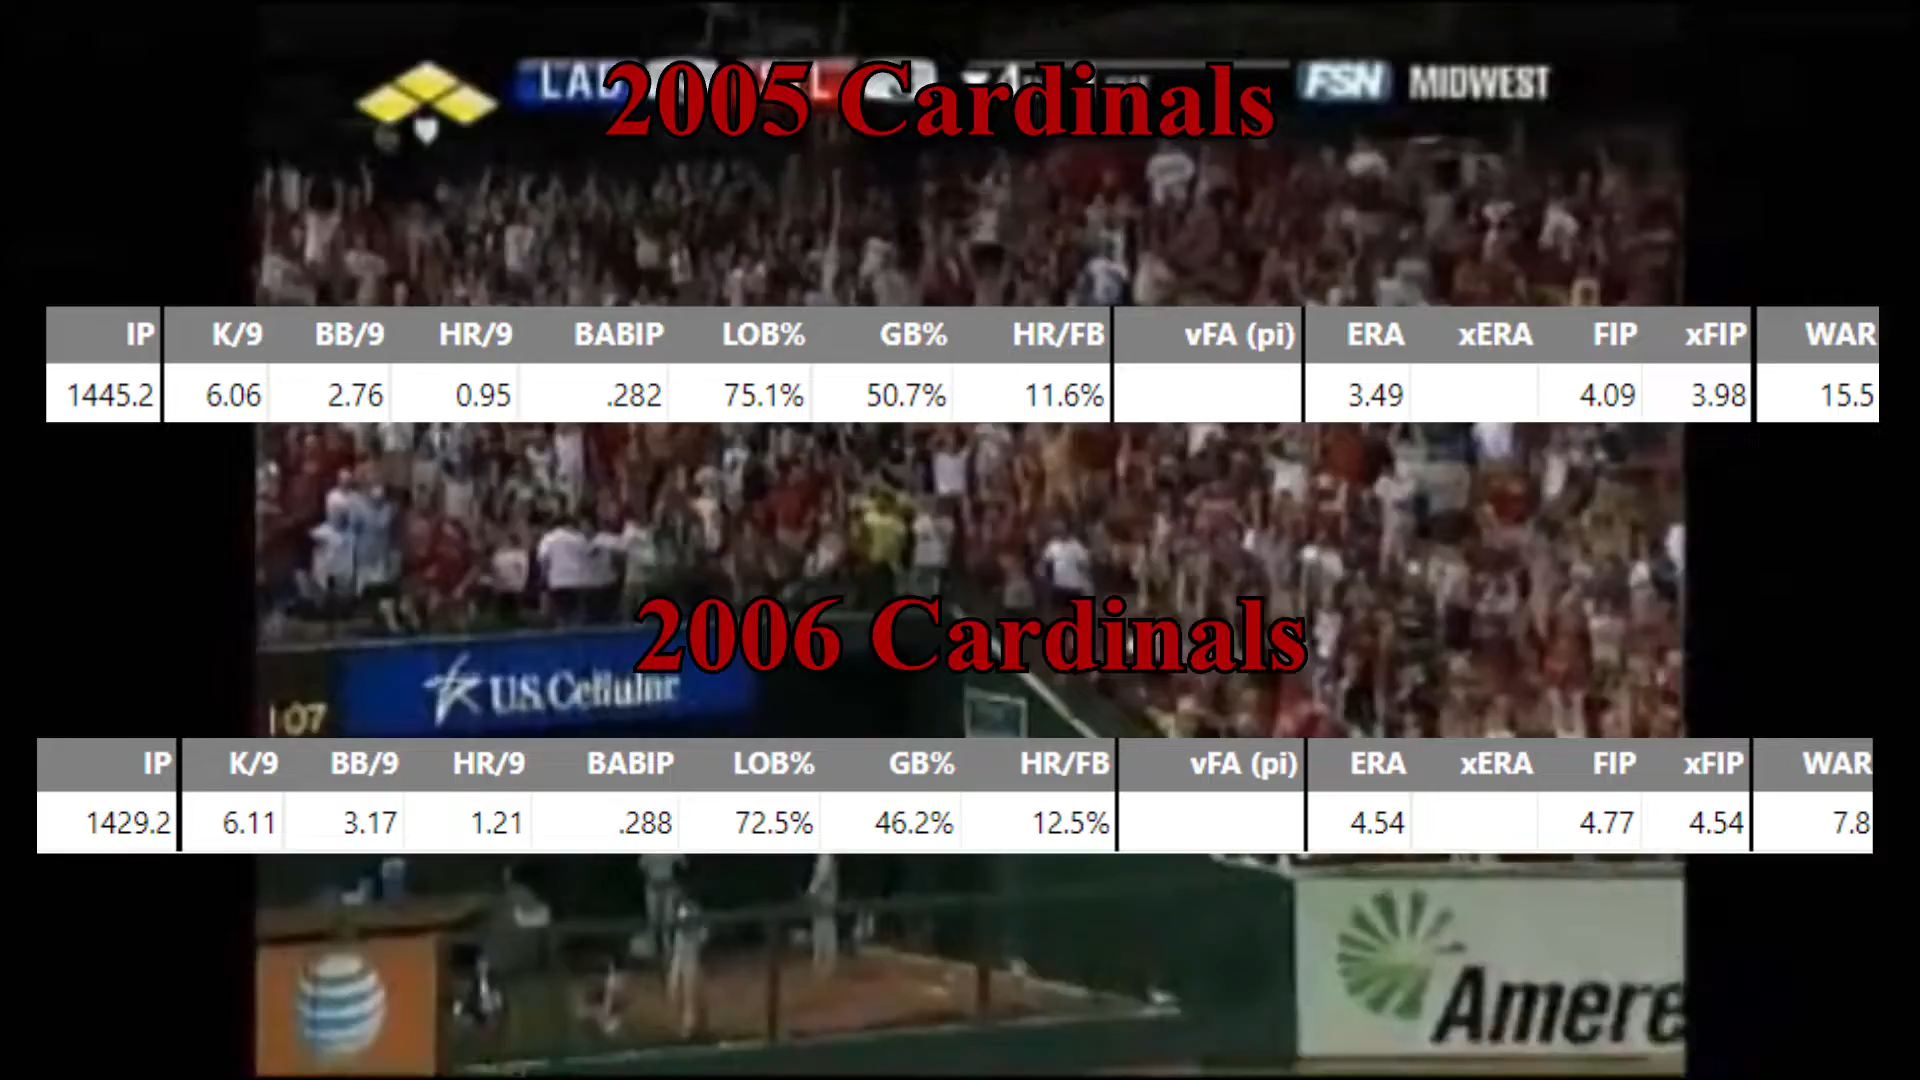 LAD
FSN MIDWEST
2005 Cardinals
IP K/9 BB/9 HR/9 BABIP LOB% GB% HR/FB vFA (pi) ERA xERA FIP xFIP WAR
1445.2 6.06 2.76 0.95 .282 75.1% 50.7% 11.6% 3.49 4.09 3.98 15.5
2006 Cardinals
U.S. Cellular
107
IP K/9 BB/9 HR/9 BABIP LOB% GB% HR/FB vFA (pi) ERA xERA FIP xFIP WAR
1429.2 6.11 3.17 1.21 .288 72.5% 46.2% 12.5% 4.54 4.77 4.54 7.8
Amere